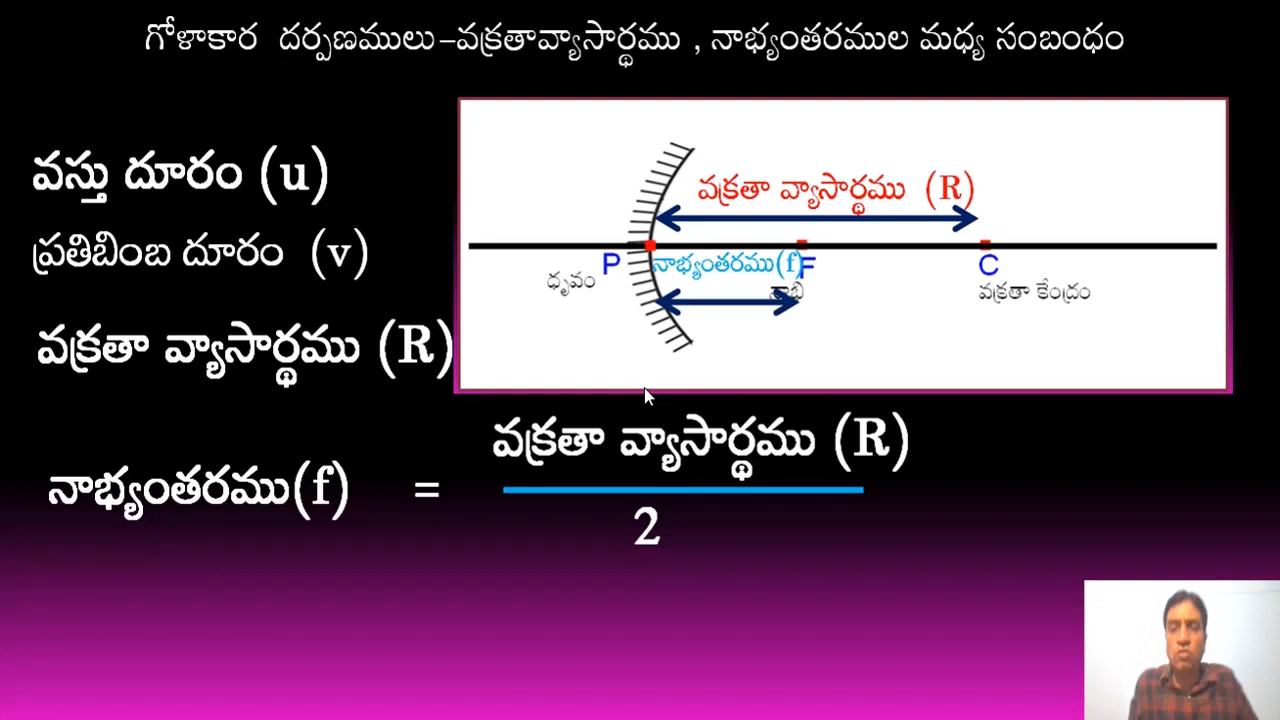 గోళాకార దర్పణములు -వక్రతావ్యాసార్థము , నాభ్యంతరముల మధ్య సంబంధం
వస్తు దూరం (u)
ప్రతిబింబ దూరం (v)
వక్రతా వ్యాసార్థము (R)
వక్రతా వ్యాసార్థము (R)
P
నాభ్యంతరము(f)
F
C
ధృవం
నాభి
వక్రతా కేంద్రం
వక్రతా వ్యాసార్థము (R)
నాభ్యంతరము(f) =
2